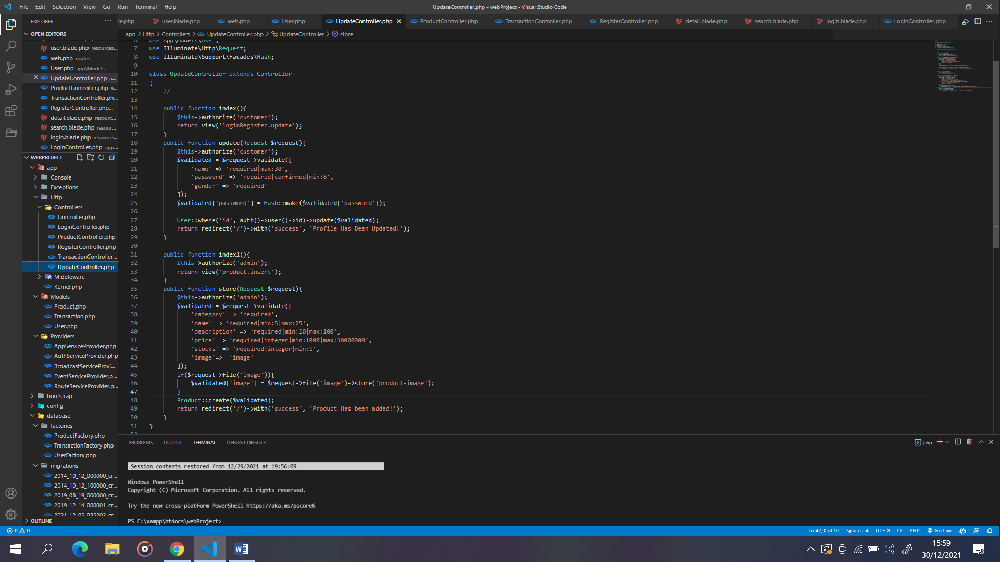 File Edit Selection View Go Run Terminal Help
UpdateController.php - webProject - Visual Studio Code
EXPLORER
de.php user.blade.php web.php User.php UpdateController.php ProductController.php TransactionController.php RegisterController.php detail.blade.php search.blade.php login.blade.php LoginController.php
OPEN EDITORS
app > Http > Controllers > UpdateController.php > UpdateController > store
user.blade.php resources...
web.php routes
User.php app\Models
UpdateController.php a...
ProductController.php a...
TransactionController.ph...
RegisterController.php...
detail.blade.php resourc...
search.blade.php resour...
login.blade.php resource...
LoginController.php app...
WEBPROJECT
app
Console
Exceptions
Http
Controllers
Controller.php
LoginController.php
ProductController.php
RegisterController.php
TransactionController...
UpdateController.php
Middleware
Kernel.php
Models
Product.php
Transaction.php
User.php
Providers
AppServiceProvider.php
AuthServiceProvider.php
BroadcastServiceProvi...
EventServiceProvider.p...
RouteServiceProvider.p...
bootstrap
config
database
factories
ProductFactory.php
TransactionFactory.php
UserFactory.php
migrations
2014_10_12_000000_cr...
2014_10_12_100000_cr...
2019_08_19_000000_cr...
2019_12_14_000001_cr...
2021_12_05_085202_cr...
OUTLINE
6 use App\Models\User;
7 use Illuminate\Http\Request;
8 use Illuminate\Support\Facades\Hash;
9
10 class UpdateController extends Controller
11 {
12 //
13
14 public function index(){
15 $this->authorize('customer');
16 return view('loginRegister.update');
17 }
18 public function update(Request $request){
19 $this->authorize('customer');
20 $validated = $request->validate([
21 'name' => 'required|max:30',
22 'password' => 'required|confirmed|min:8',
23 'gender' => 'required'
24 ]);
25 $validated['password'] = Hash::make($validated['password']);
26
27 User::where('id', auth()->user()->id)->update($validated);
28 return redirect('/')->with('success', 'Profile Has Been Updated!');
29 }
30
31 public function index1(){
32 $this->authorize('admin');
33 return view('product.insert');
34 }
35 public function store(Request $request){
36 $this->authorize('admin');
37 $validated = $request->validate([
38 'category' => 'required',
39 'name' => 'required|min:5|max:25',
40 'description' => 'required|min:10|max:100',
41 'price' => 'required|integer|min:1000|max:10000000',
42 'stocks' => 'required|integer|min:1',
43 'image'=> 'image'
44 ]);
45 if($request->file('image')){
46 $validated['image'] = $request->file('image')->store('product-image');
47 }
48 Product::create($validated);
49 return redirect('/')->with('success', 'Product Has been added!');
50 }
51 }
52
PROBLEMS OUTPUT TERMINAL DEBUG CONSOLE
php
Session contents restored from 12/29/2021 at 19:56:09
Windows PowerShell
Copyright (C) Microsoft Corporation. All rights reserved.
Try the new cross-platform PowerShell https://aka.ms/pscore6
PS C:\xampp\htdocs\webProject>
0 0
Ln 47, Col 10 Spaces: 4 UTF-8 LF PHP Go Live
15:59
30/12/2021